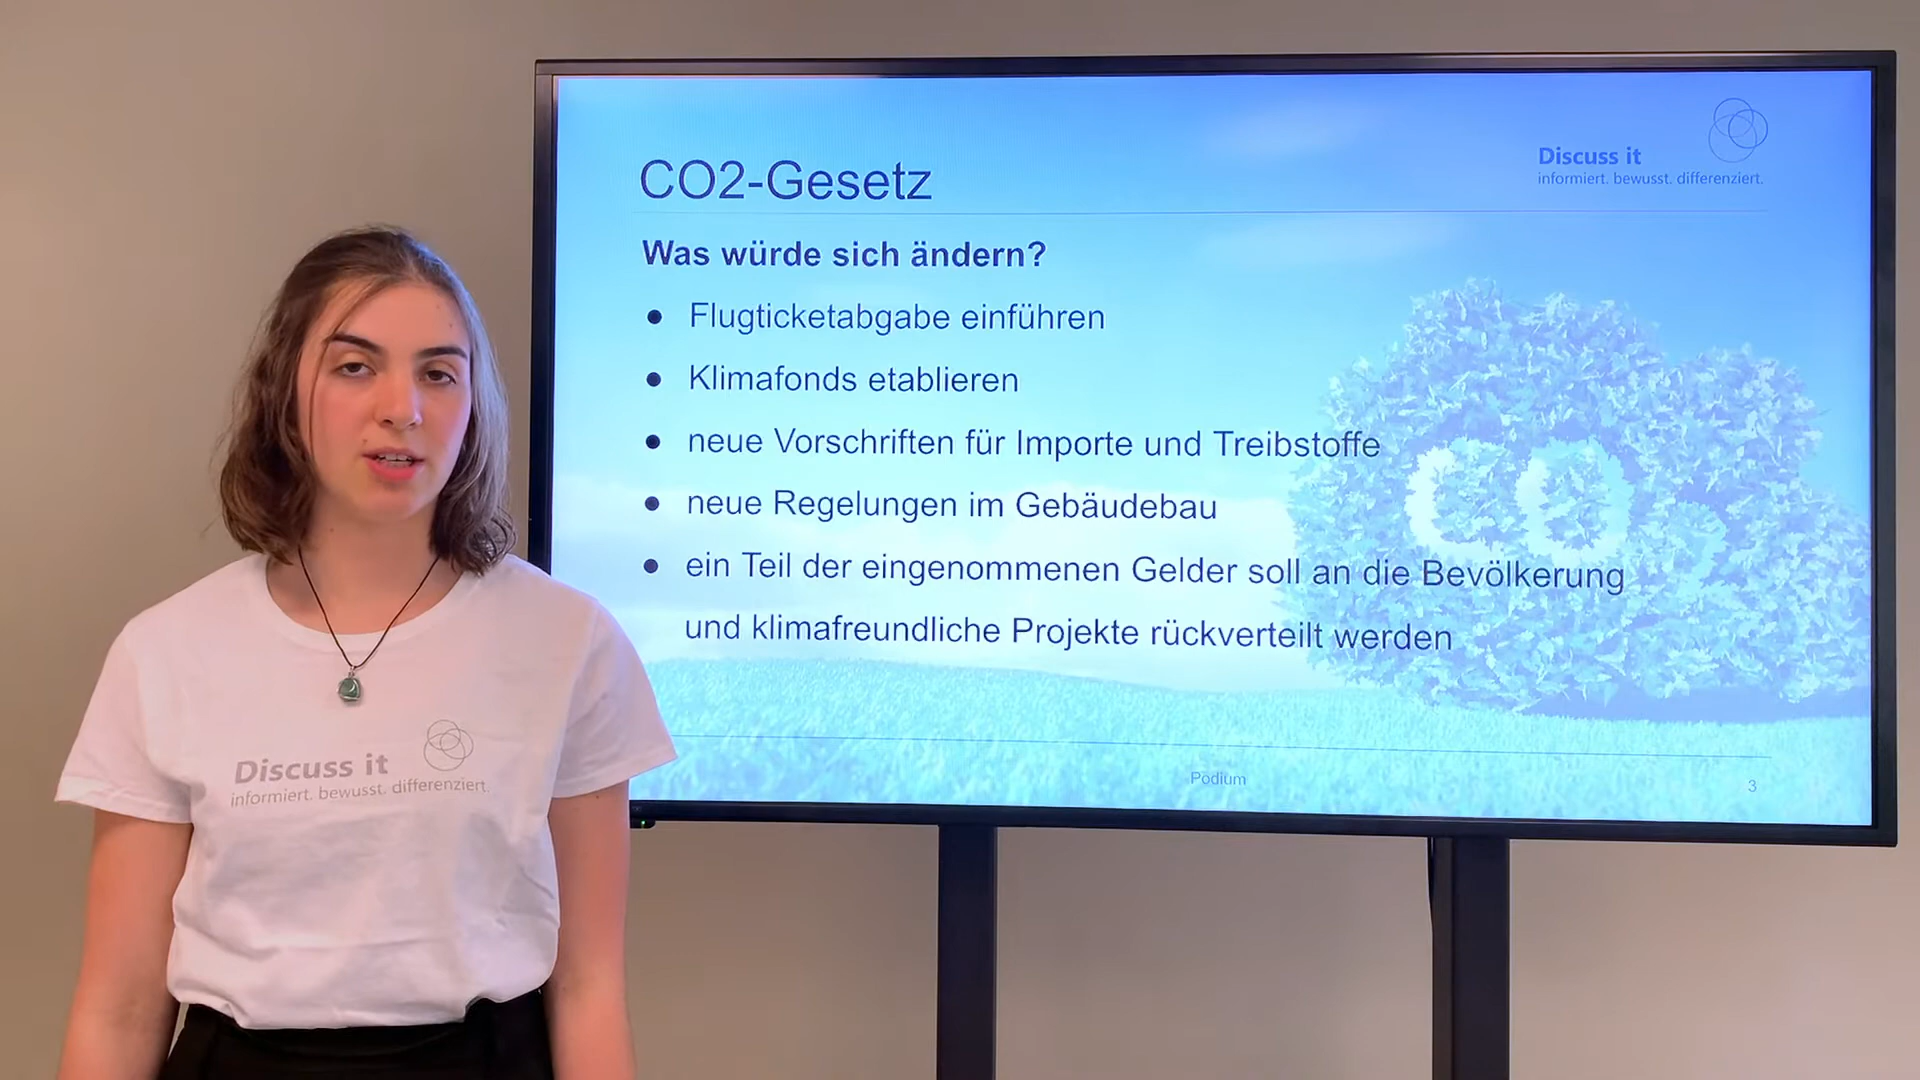 Discuss it
informiert. bewusst. differenziert.
CO2-Gesetz
Was würde sich ändern?
● Flugticketabgabe einführen
● Klimafonds etablieren
● neue Vorschriften für Importe und Treibstoffe
● neue Regelungen im Gebäudebau
● ein Teil der eingenommenen Gelder soll an die Bevölkerung
und klimafreundliche Projekte rückverteilt werden
CO2
Podium
3
Discuss it
informiert. bewusst. differenziert.